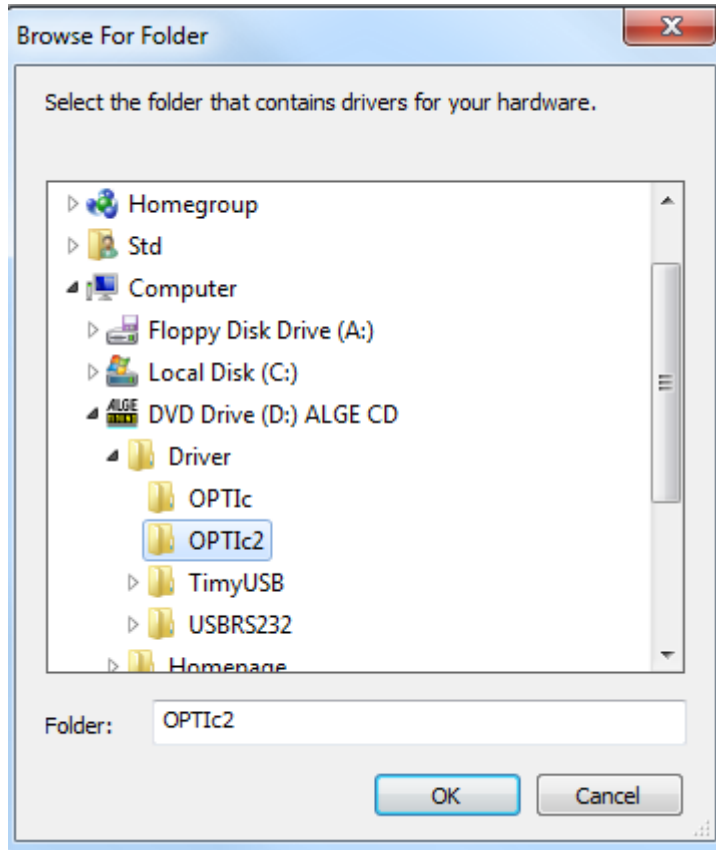 Browse For Folder
Select the folder that contains drivers for your hardware.
Homegroup
Std
Computer
Floppy Disk Drive (A:)
Local Disk (C:)
ALGE
DVD Drive (D:) ALGE CD
Driver
OPTIc
OPTIc2
TimyUSB
USBRS232
Homepage
Folder:
OPTIc2
OK
Cancel